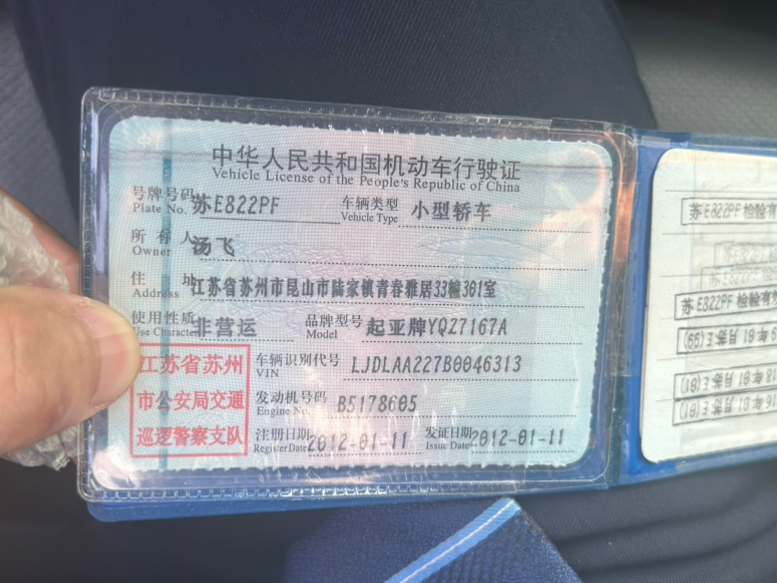 中华人民共和国机动车行驶证
Vehicle License of the People's Republic of China
号牌号码 苏E822PF 车辆类型 小型轿车
Plate No. Vehicle Type
所有人 汤飞
Owner
住址 江苏省苏州市昆山市陆家镇青春雅居33幢361室
Address
使用性质 非营运 品牌型号 起亚牌YQZ7167A
Use Character Model
江苏省苏州
市公安局交通
巡逻警察支队
车辆识别代号 LJDLAA227B0046313
VIN
发动机号码 B5178605
Engine No.
注册日期 2012-01-11 发证日期 2012-01-11
Register Date Issue Date
苏E822PF 检验有
苏E822PF 检验有